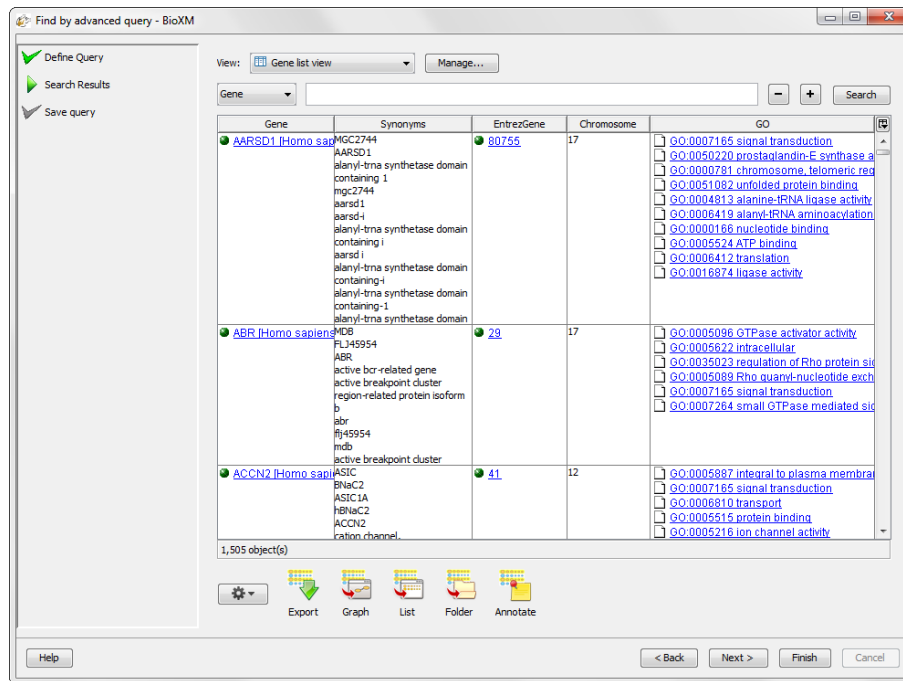 Find by advanced query - BioXM
Define Query
Search Results
Save query
View: Gene list view Manage...
Gene - + Search
Gene Synonyms EntrezGene Chromosome GO
AARSD1 [Homo sap
MGC2744
AARSD1
alanyl-trna synthetase domain
containing 1
mgc2744
aarsd1
aarsd-i
alanyl-trna synthetase domain
containing i
aarsd i
alanyl-trna synthetase domain
containing-i
alanyl-trna synthetase domain
containing-1
alanyl-trna synthetase domain
80755
17
GO:0007165 signal transduction
GO:0050220 prostaglandin-E synthase a
GO:0000781 chromosome, telomeric reg
GO:0051082 unfolded protein binding
GO:0004813 alanine-tRNA ligase activity
GO:0006419 alanyl-tRNA aminoacylation
GO:0000166 nucleotide binding
GO:0005524 ATP binding
GO:0006412 translation
GO:0016874 ligase activity
ABR [Homo sapiens
MDB
FLJ45954
ABR
active bcr-related gene
active breakpoint cluster
region-related protein isoform
b
abr
flj45954
mdb
active breakpoint cluster
29
17
GO:0005096 GTPase activator activity
GO:0005622 intracellular
GO:0035023 regulation of Rho protein sig
GO:0005089 Rho guanyl-nucleotide exch
GO:0007165 signal transduction
GO:0007264 small GTPase mediated sig
ACCN2 [Homo sapi
ASIC
BNaC2
ASIC1A
hBNaC2
ACCN2
cation channel,
41
12
GO:0005887 integral to plasma membra
GO:0007165 signal transduction
GO:0006810 transport
GO:0005515 protein binding
GO:0005216 ion channel activity
1,505 object(s)
Export Graph List Folder Annotate
Help < Back Next > Finish Cancel